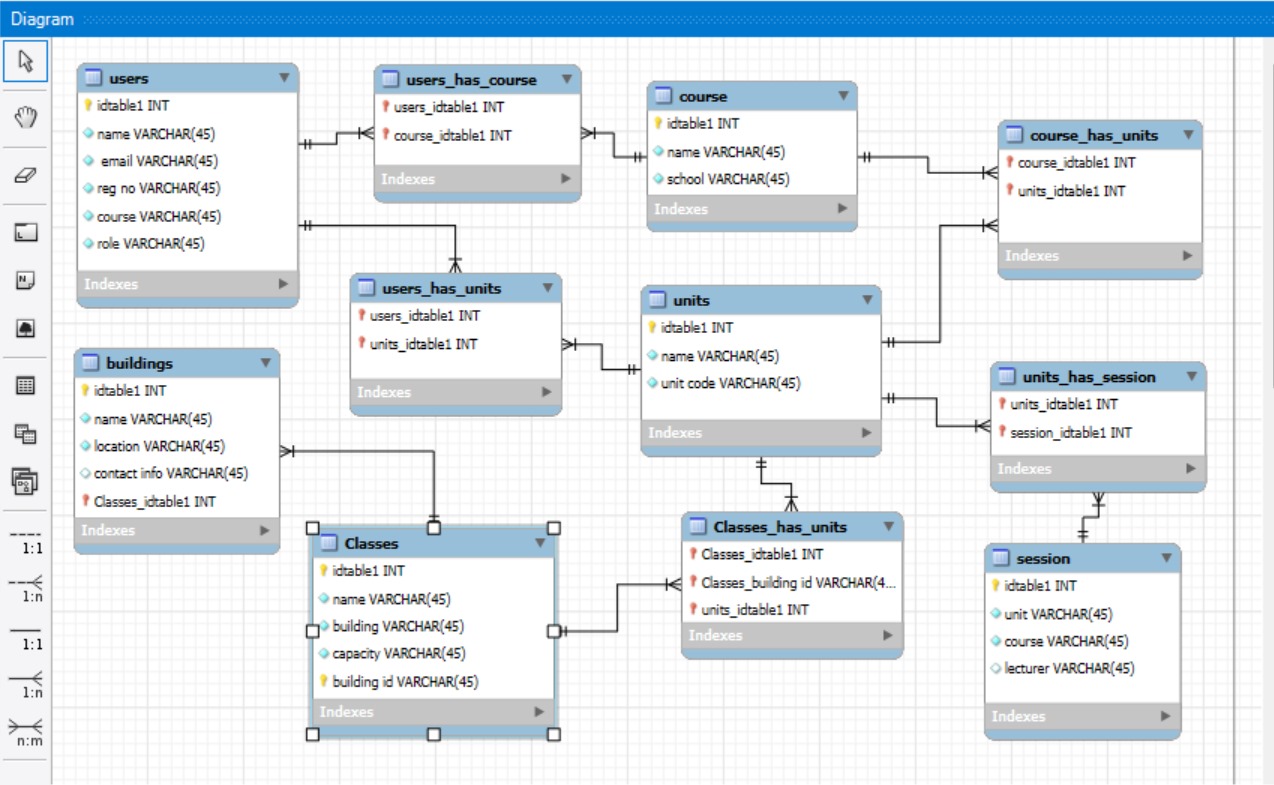 Diagram
users
idtable1 INT
name VARCHAR(45)
email VARCHAR(45)
reg no VARCHAR(45)
course VARCHAR(45)
role VARCHAR(45)
Indexes
users_has_course
users_idtable1 INT
course_idtable1 INT
Indexes
course
idtable1 INT
name VARCHAR(45)
school VARCHAR(45)
Indexes
course_has_units
course_idtable1 INT
units_idtable1 INT
Indexes
users_has_units
users_idtable1 INT
units_idtable1 INT
Indexes
units
idtable1 INT
name VARCHAR(45)
unit code VARCHAR(45)
Indexes
buildings
idtable1 INT
name VARCHAR(45)
location VARCHAR(45)
contact info VARCHAR(45)
Classes_idtable1 INT
Indexes
units_has_session
units_idtable1 INT
session_idtable1 INT
Indexes
Classes
idtable1 INT
name VARCHAR(45)
building VARCHAR(45)
capacity VARCHAR(45)
building id VARCHAR(45)
Indexes
Classes_has_units
Classes_idtable1 INT
Classes_building id VARCHAR(4...
units_idtable1 INT
Indexes
session
idtable1 INT
unit VARCHAR(45)
course VARCHAR(45)
lecturer VARCHAR(45)
Indexes
1:1
1:n
1:1
1:n
n:m